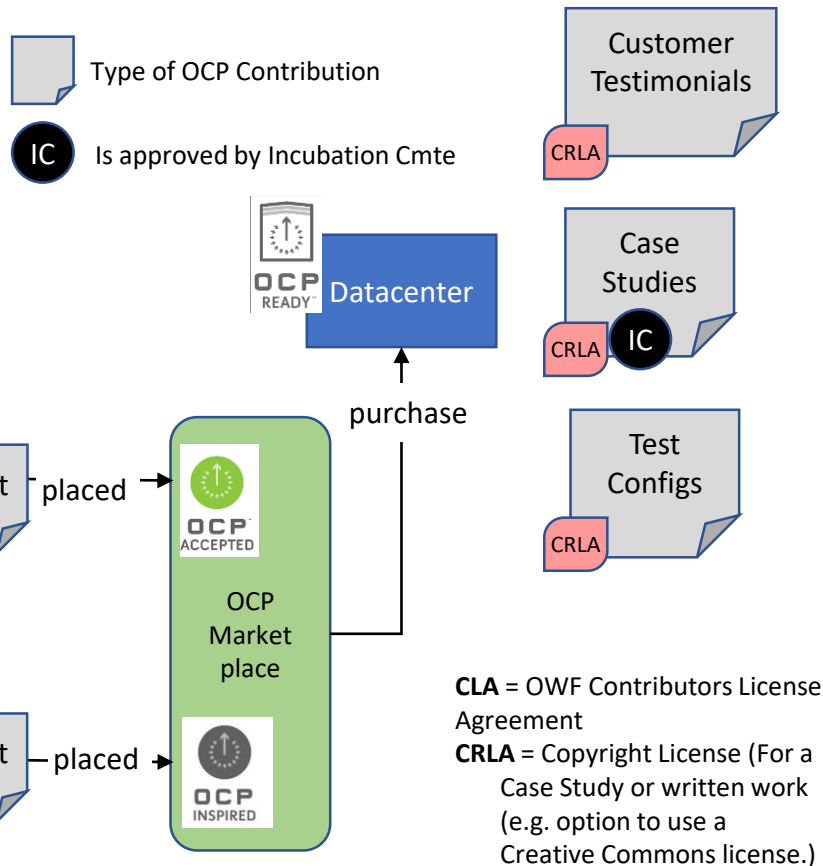 Type of OCP Contribution
IC
Is approved by Incubation Cmte
Customer
Testimonials
CRLA
OCP
READY™
Datacenter
Case
Studies
CRLA
IC
purchase
Test
Configs
CRLA
t
placed
OCP™
ACCEPTED
OCP
Market
place
t
placed
OCP
INSPIRED
CLA = OWF Contributors License
Agreement
CRLA = Copyright License (For a
Case Study or written work
(e.g. option to use a
Creative Commons license.)